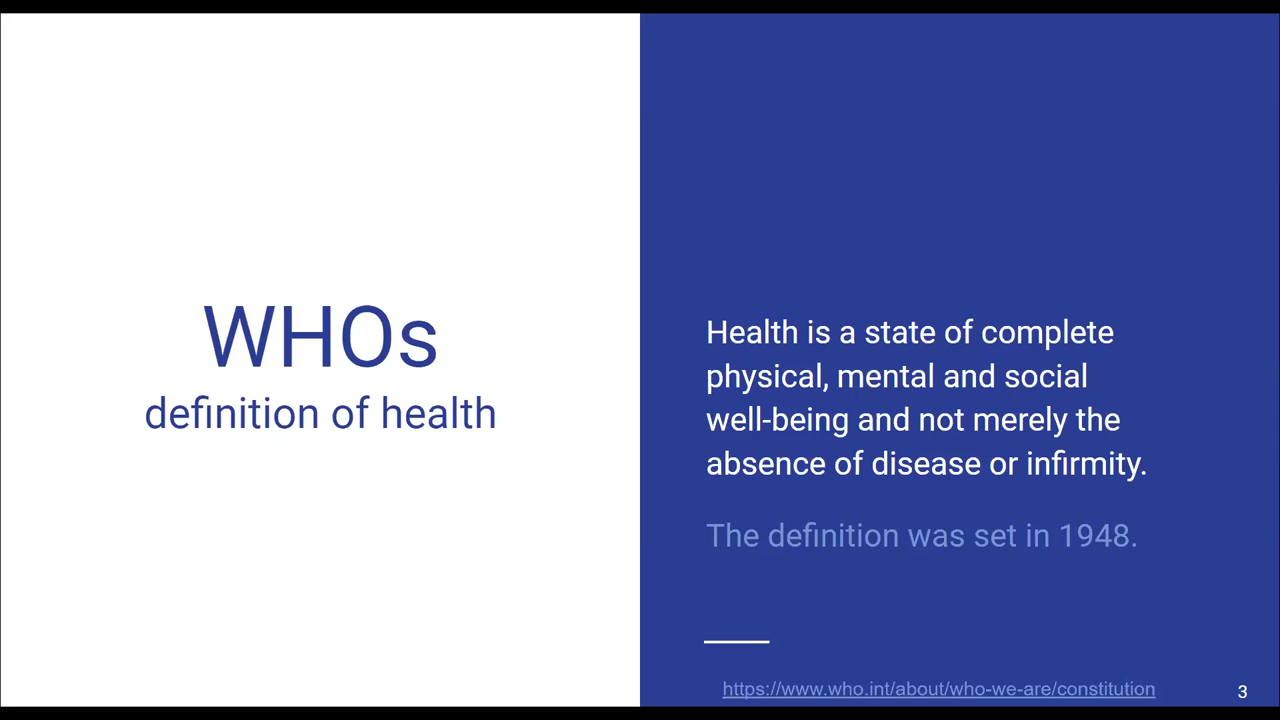 WHOs
definition of health
Health is a state of complete
physical, mental and social
well-being and not merely the
absence of disease or infirmity.
The definition was set in 1948.
https://www.who.int/about/who-we-are/constitution
3